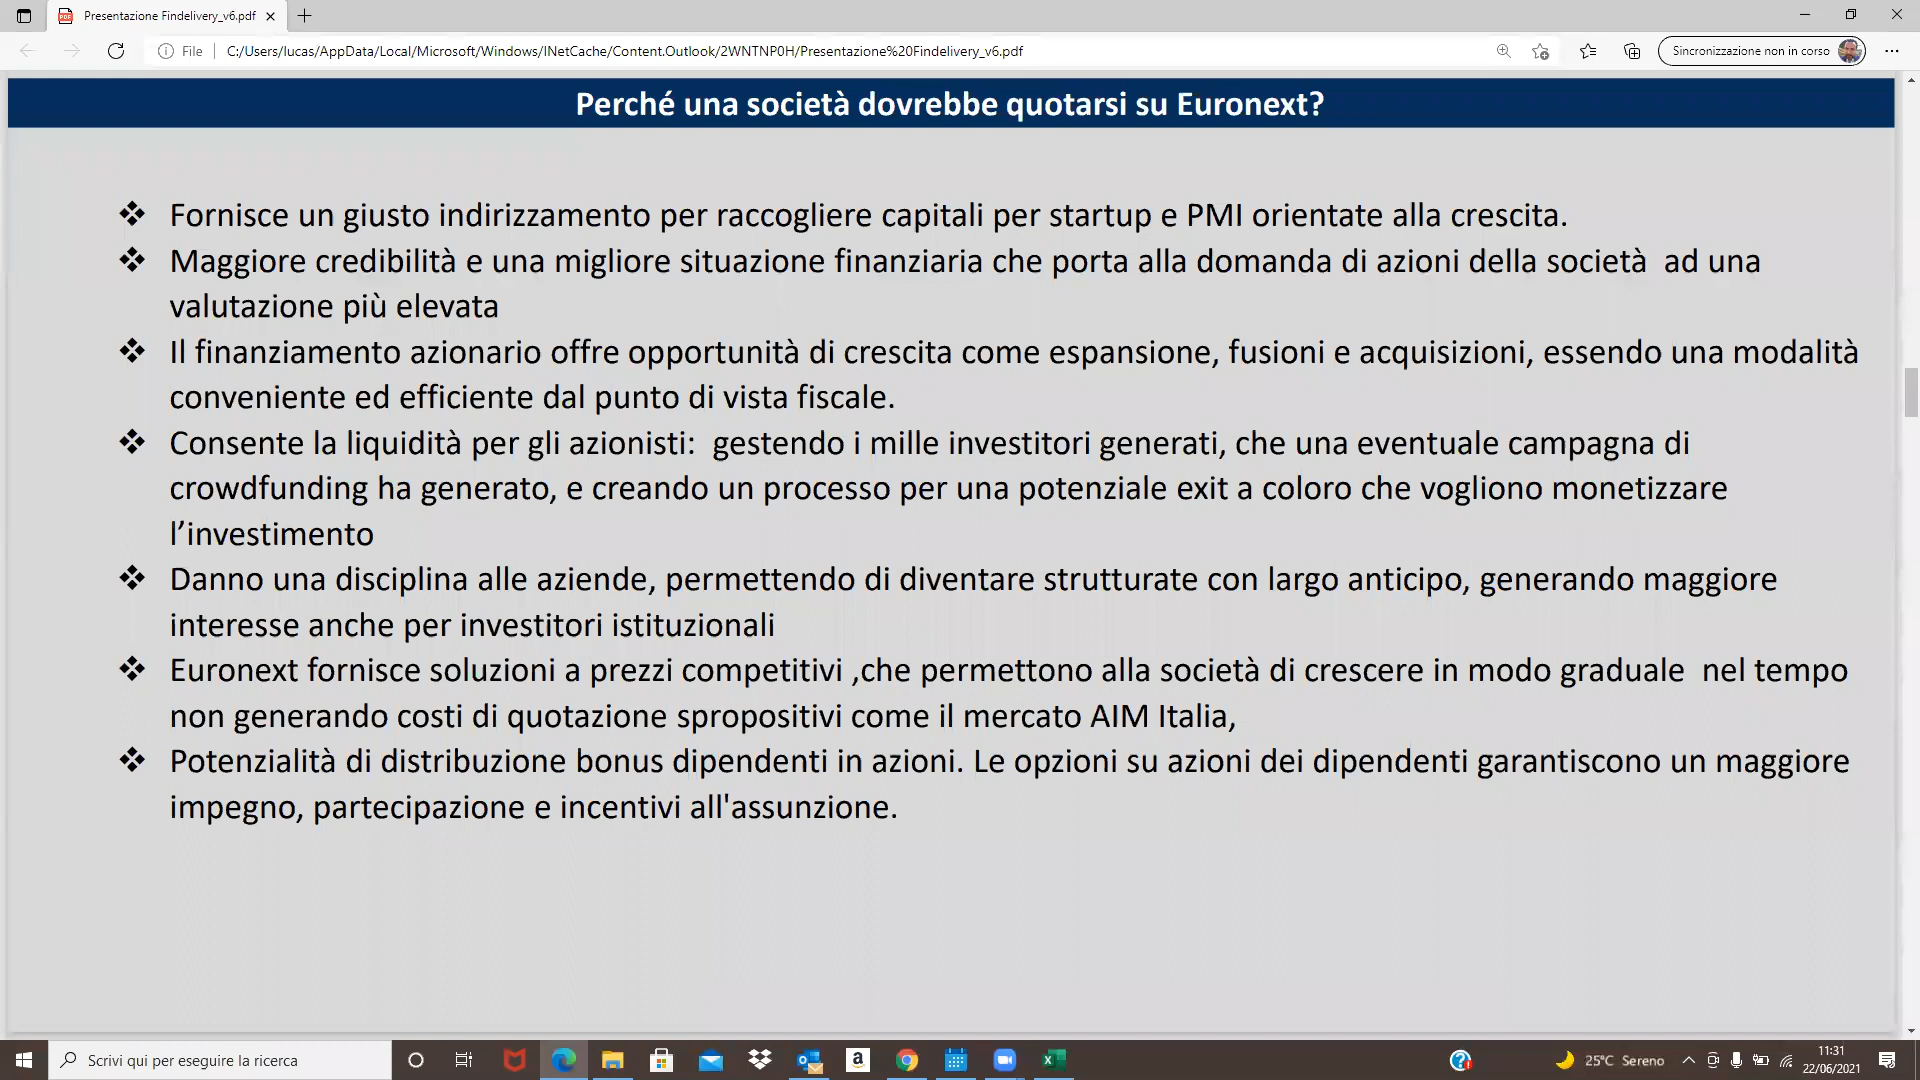 Presentazione Findelivery_v6.pdf
File
C:/Users/lucas/AppData/Local/Microsoft/Windows/INetCache/Content.Outlook/2WNTNP0H/Presentazione%20Findelivery_v6.pdf
Sincronizzazione non in corso
Perché una società dovrebbe quotarsi su Euronext?
Fornisce un giusto indirizzamento per raccogliere capitali per startup e PMI orientate alla crescita.
Maggiore credibilità e una migliore situazione finanziaria che porta alla domanda di azioni della società ad una
valutazione più elevata
Il finanziamento azionario offre opportunità di crescita come espansione, fusioni e acquisizioni, essendo una modalità
conveniente ed efficiente dal punto di vista fiscale.
Consente la liquidità per gli azionisti: gestendo i mille investitori generati, che una eventuale campagna di
crowdfunding ha generato, e creando un processo per una potenziale exit a coloro che vogliono monetizzare
l’investimento
Danno una disciplina alle aziende, permettendo di diventare strutturate con largo anticipo, generando maggiore
interesse anche per investitori istituzionali
Euronext fornisce soluzioni a prezzi competitivi ,che permettono alla società di crescere in modo graduale nel tempo
non generando costi di quotazione spropositivi come il mercato AIM Italia,
Potenzialità di distribuzione bonus dipendenti in azioni. Le opzioni su azioni dei dipendenti garantiscono un maggiore
impegno, partecipazione e incentivi all'assunzione.
Scrivi qui per eseguire la ricerca
25°C Sereno
11:31
22/06/2021